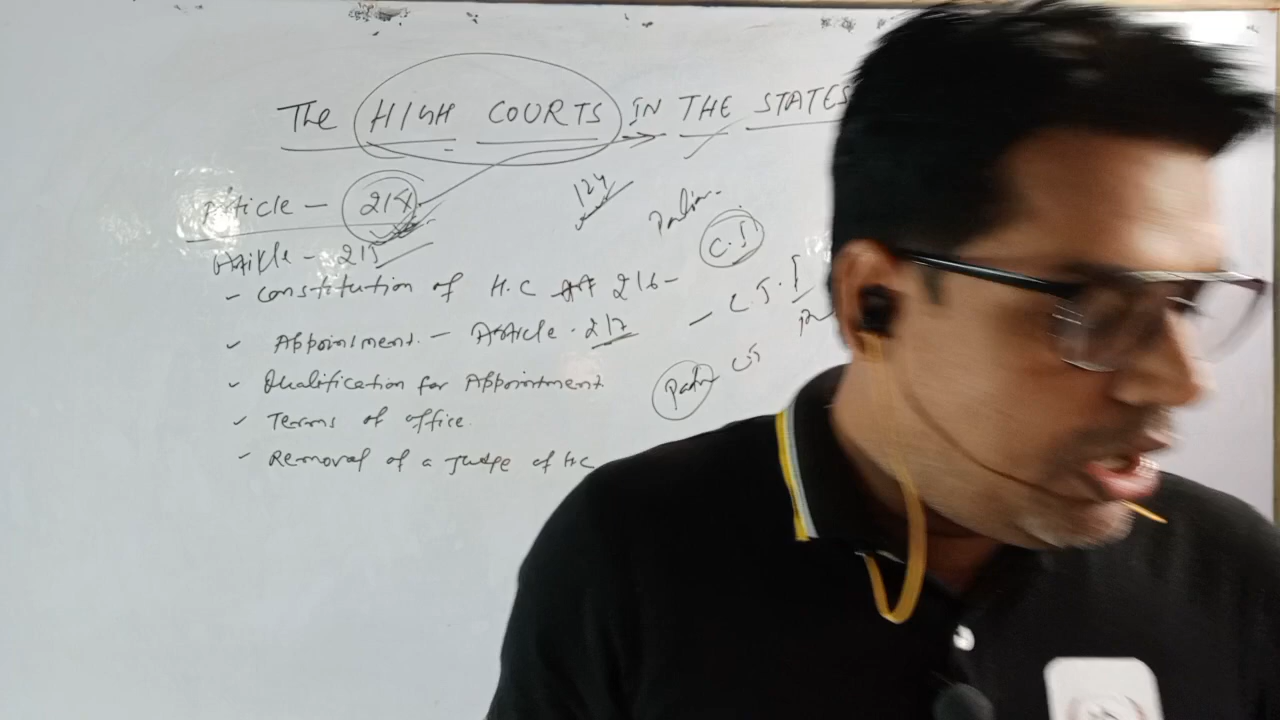 The HIGH COURTS IN THE STATES
Article - 214
Article - 215
- Constitution of H.C Art 216 -
- Appointment. - Article - 217
- Qualification for Appointment
- Terms of office.
- Removal of a Judge of H.C
124
C.J.
- C.J.I